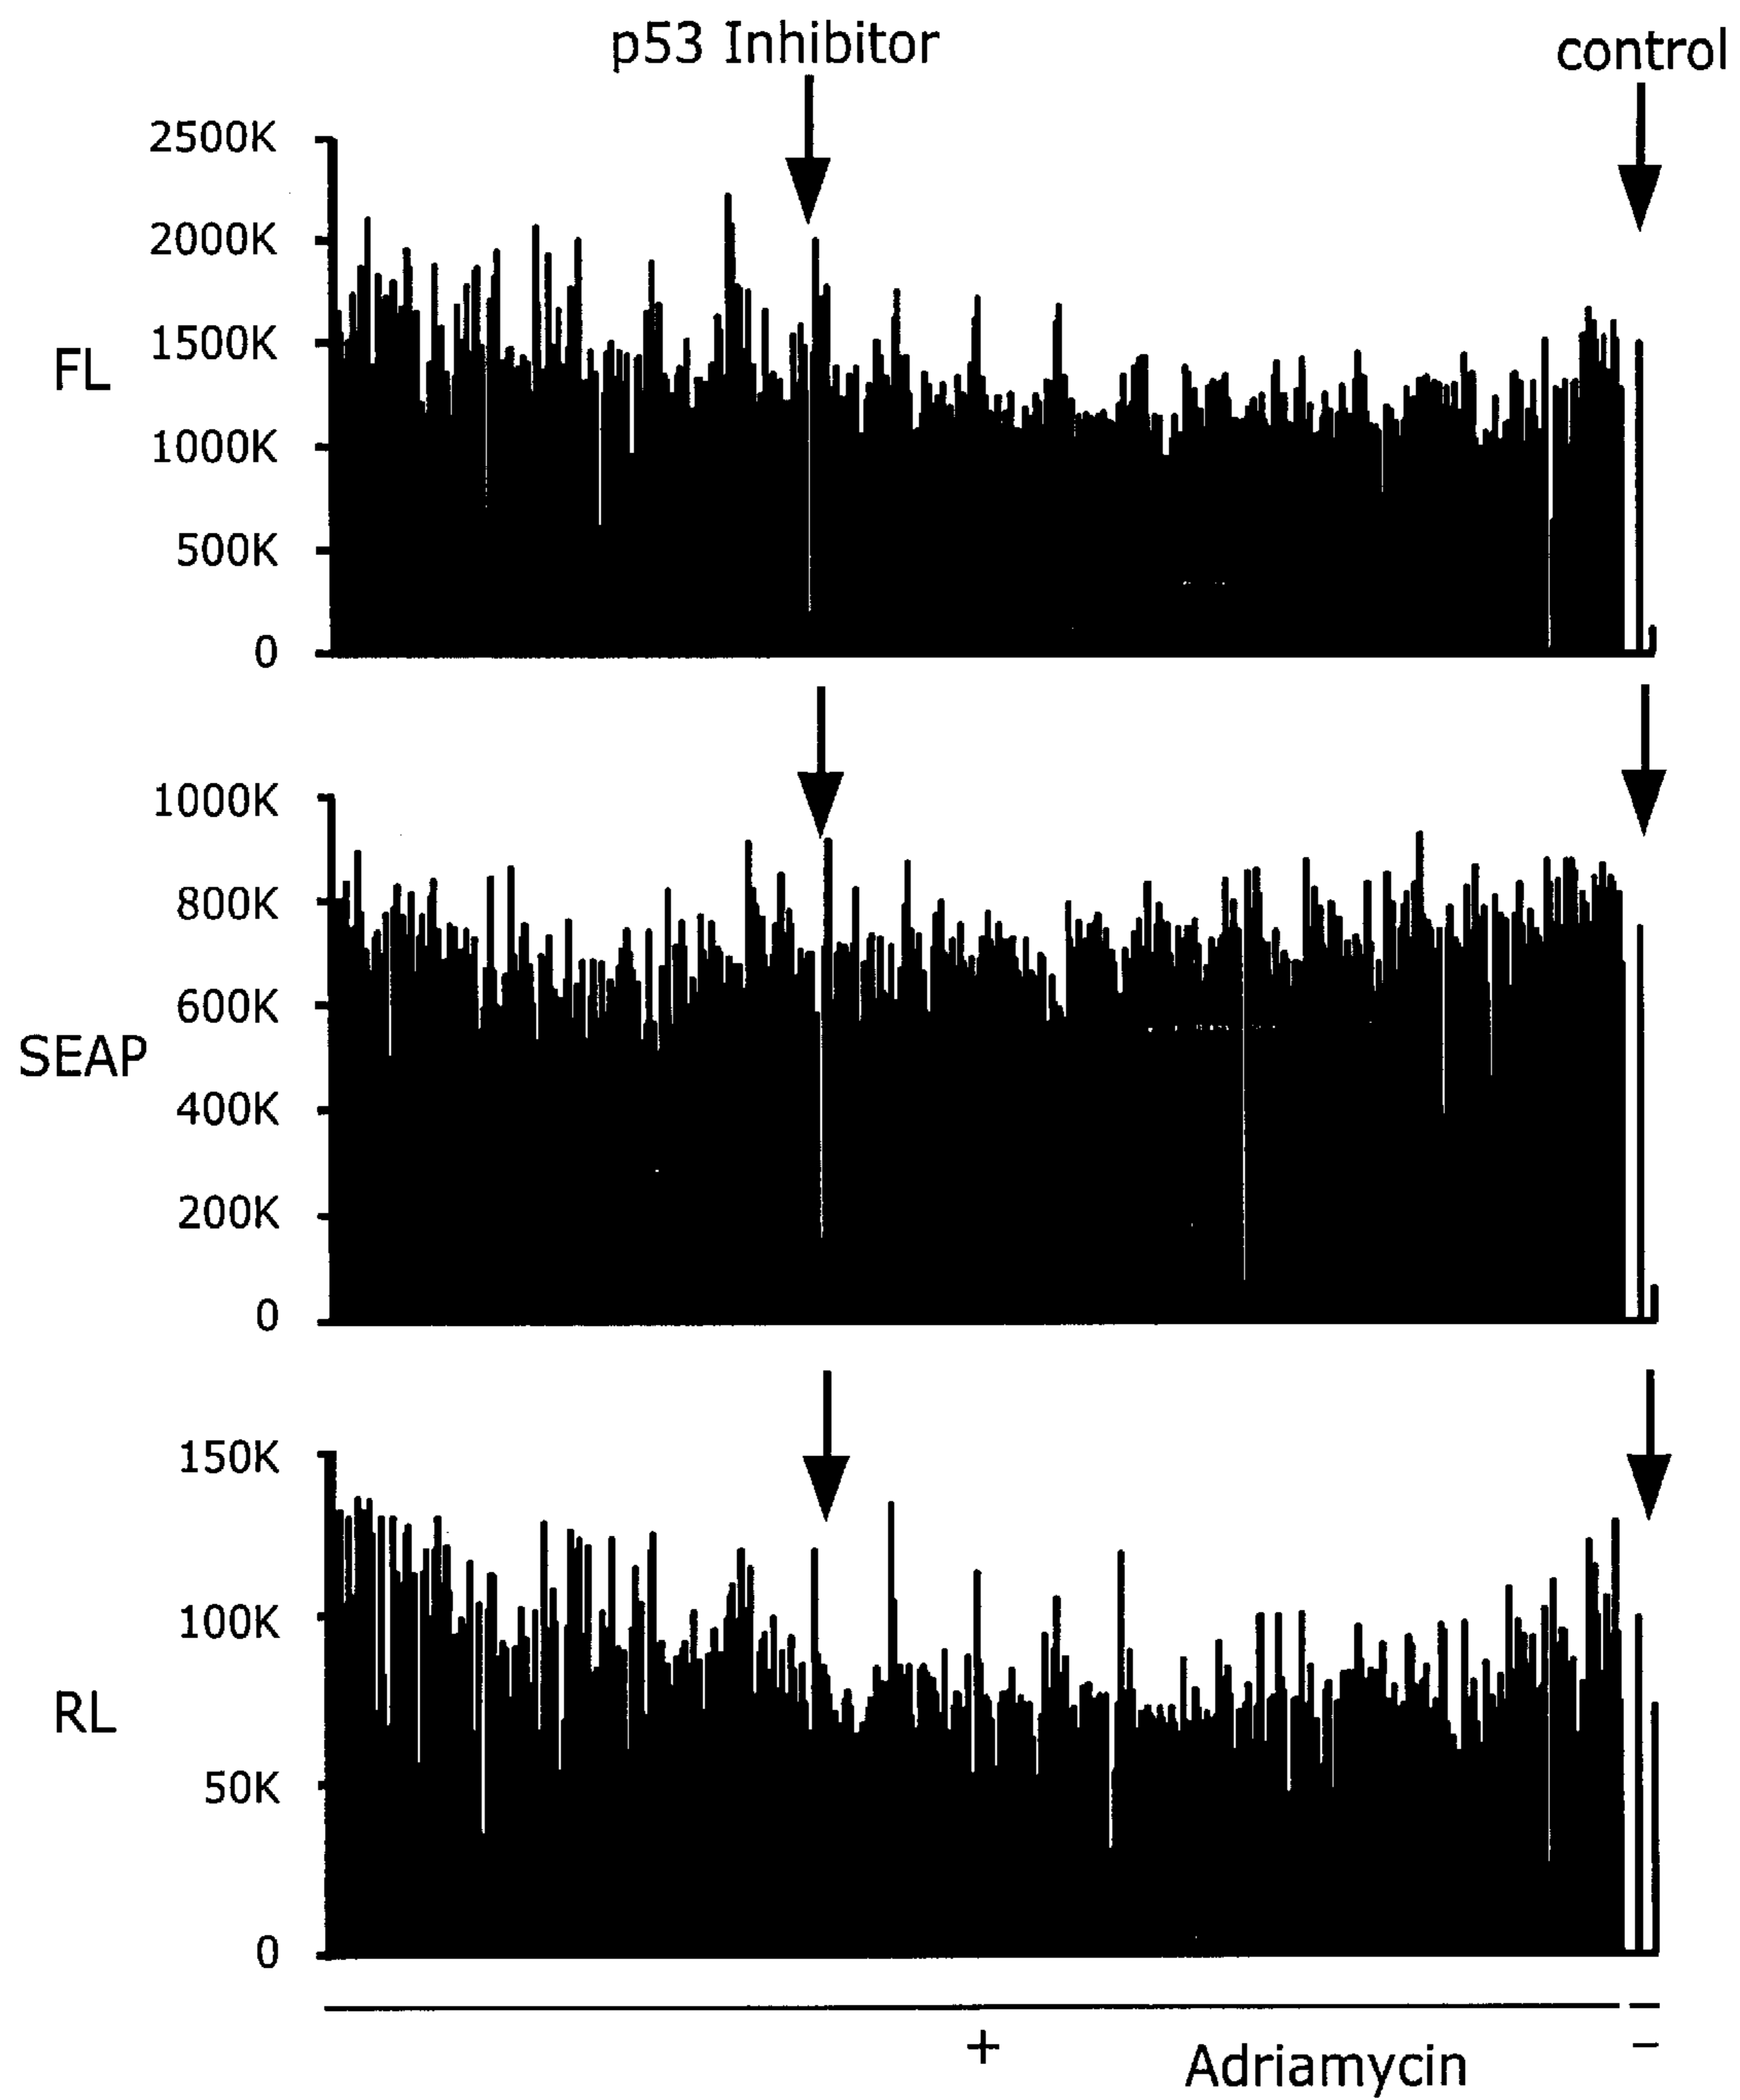 p53 Inhibitor control
2500K
2000K
1500K
FL
1000K
500K
0
1000K
800K
600K
SEAP
400K
200K
0
150K
100K
RL
50K
0
+ −
Adriamycin